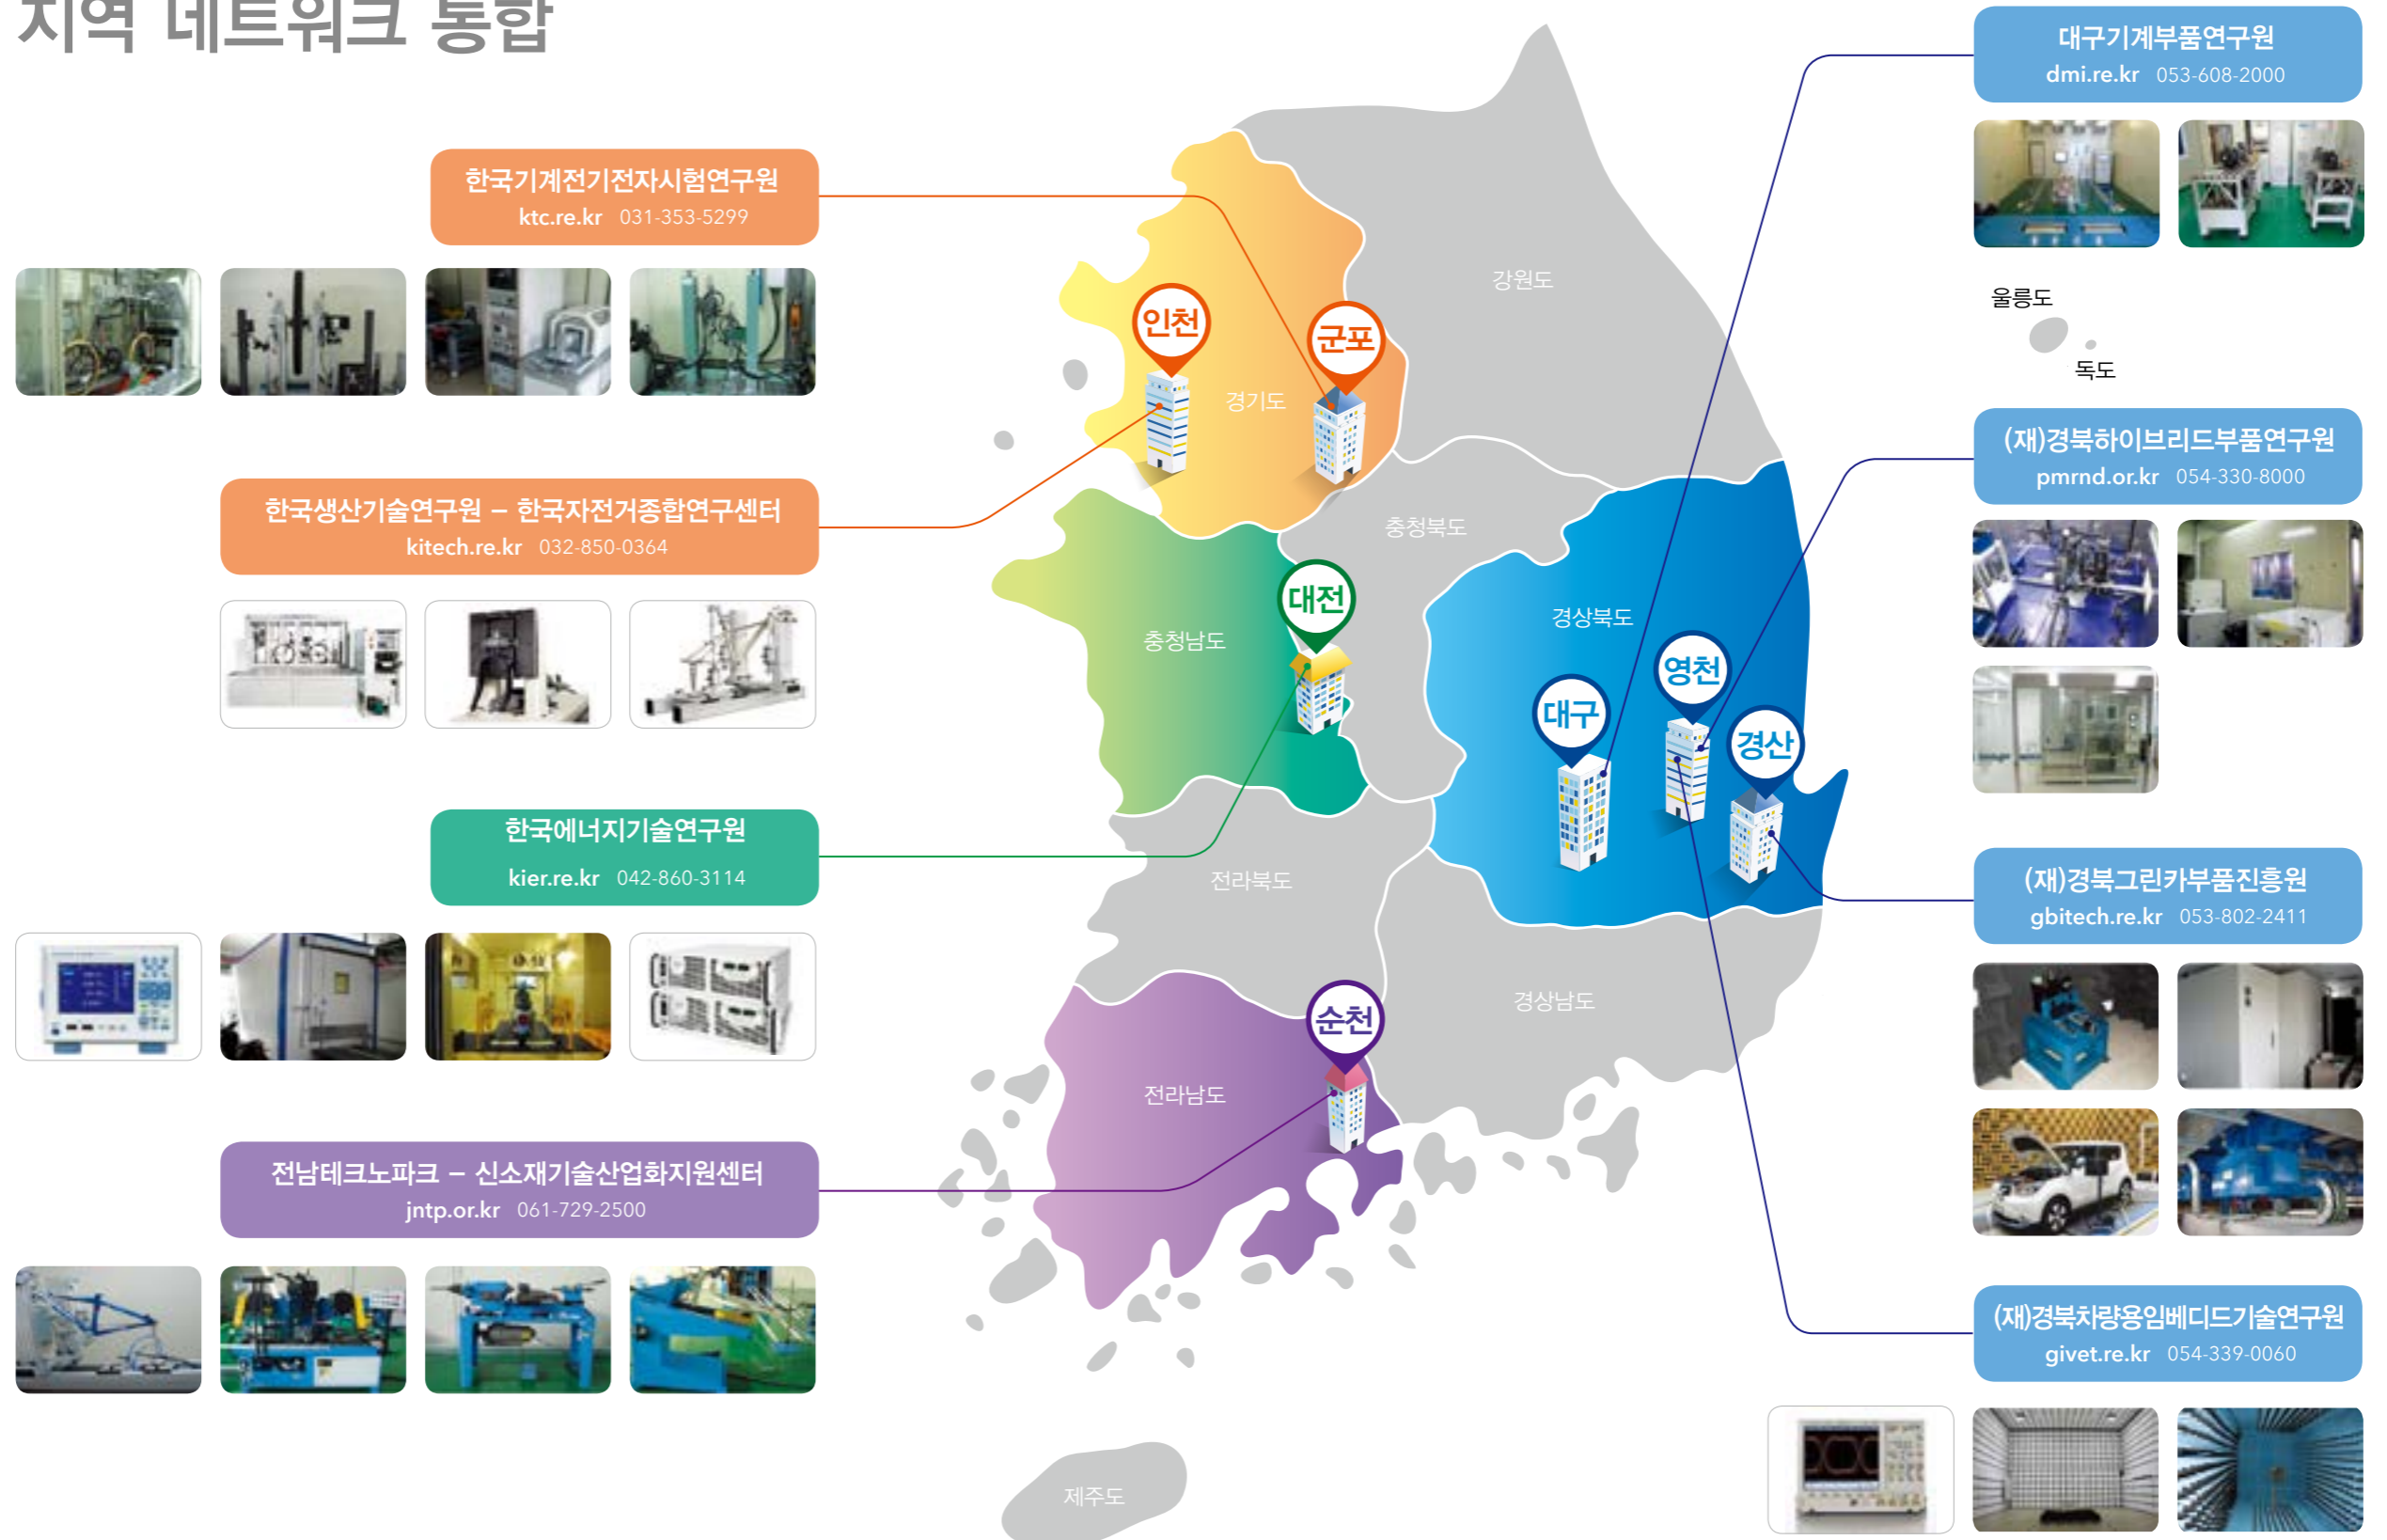 지역 네트워크 통합
한국기계전기전자시험연구원
ktc.re.kr 031-353-5299
한국생산기술연구원 – 한국자전거종합연구센터
kitech.re.kr 032-850-0364
한국에너지기술연구원
kier.re.kr 042-860-3114
전남테크노파크 – 신소재기술산업화지원센터
jntp.or.kr 061-729-2500
강원도
인천
군포
경기도
충청북도
대전
충청남도
경상북도
영천
대구
경산
전라북도
경상남도
순천
전라남도
제주도
대구기계부품연구원
dmi.re.kr 053-608-2000
울릉도
독도
(재)경북하이브리드부품연구원
pmrnd.or.kr 054-330-8000
(재)경북그린카부품진흥원
gbitech.re.kr 053-802-2411
(재)경북차량용임베디드기술연구원
givet.re.kr 054-339-0060